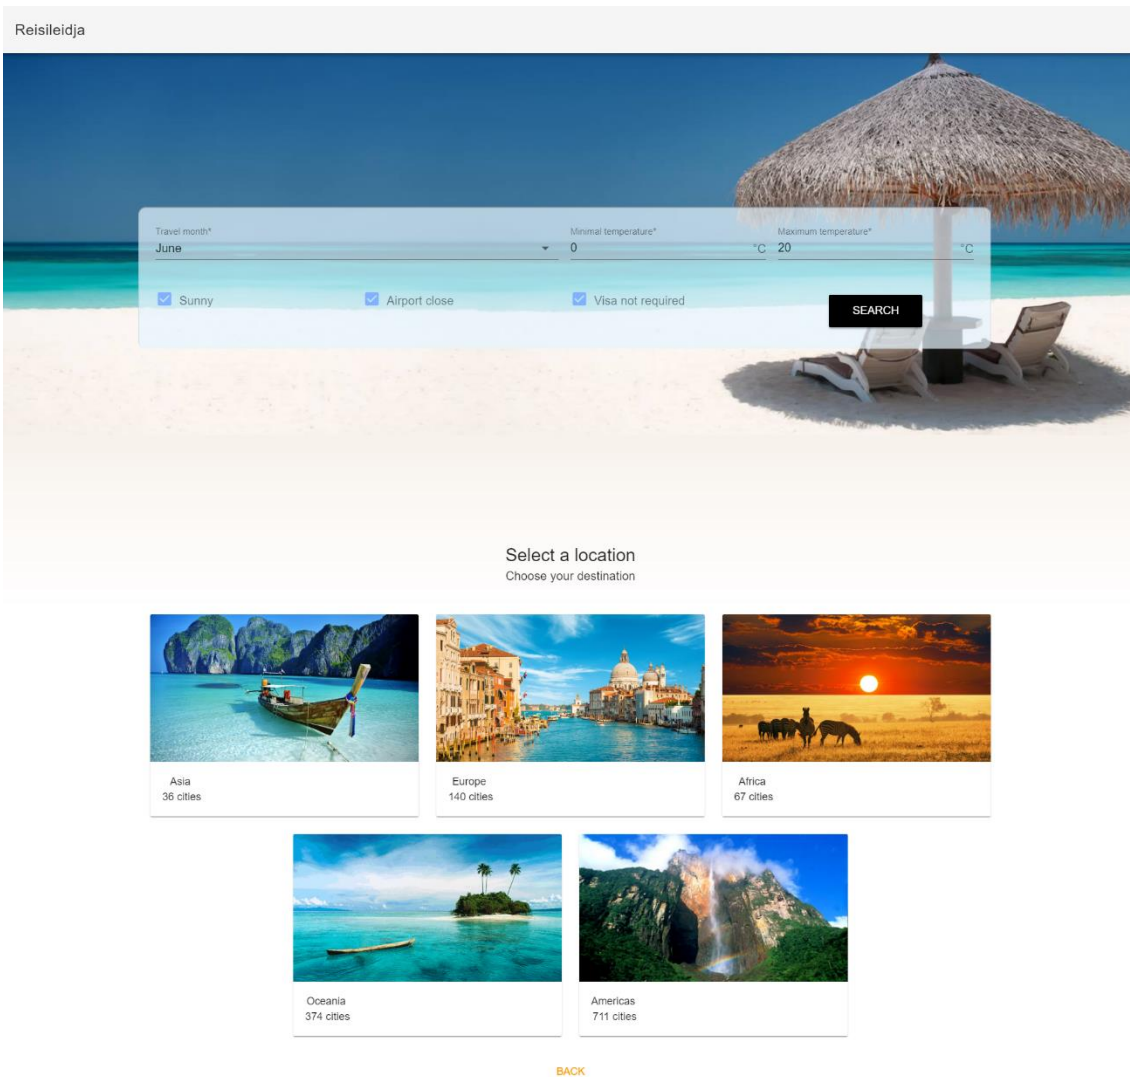 Reisileidja
Travel month*
June
Minimal temperature*
0 °C
Maximum temperature*
20 °C
Sunny
Airport close
Visa not required
SEARCH
Select a location
Choose your destination
Asia
36 cities
Europe
140 cities
Africa
67 cities
Oceania
374 cities
Americas
711 cities
BACK